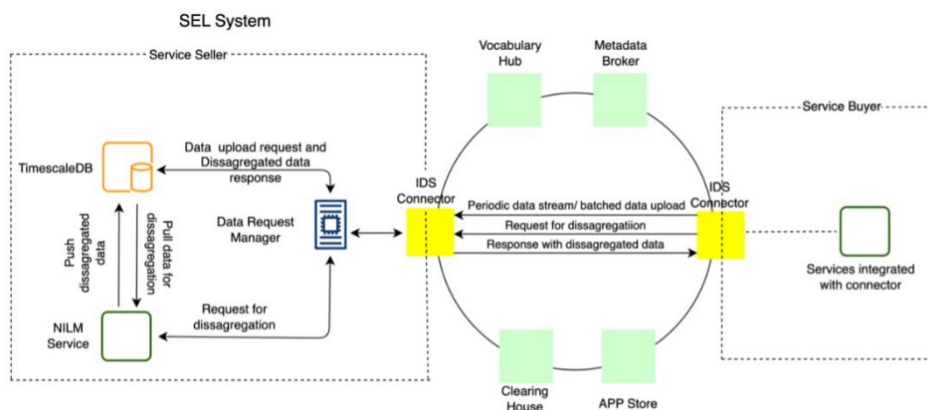 SEL System
Service Seller
TimescaleDB
Data upload request and
Dissagregated data
response
Push
dissagregated
data
Pull data for
dissagregation
Data Request
Manager
NILM
Service
Request for
dissagregation
IDS
Connector
Vocabulary
Hub
Metadata
Broker
Periodic data stream/ batched data upload
Request for dissagregatiion
Response with dissagregated data
Clearing
House
APP Store
IDS
Connector
Service Buyer
Services integrated
with connector